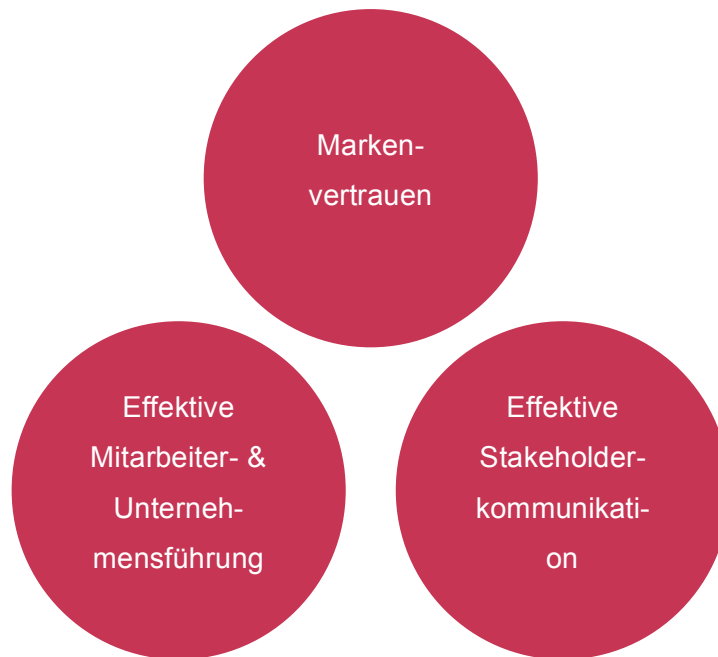 Marken-
vertrauen
Effektive
Mitarbeiter- &
Unterneh-
mensführung
Effektive
Stakeholder-
kommunikati-
on